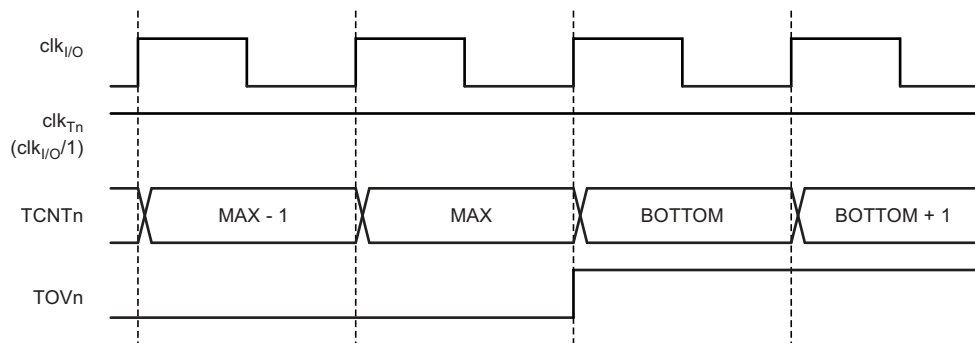 clkI/O
clkTn
(clkI/O/1)
TCNTn MAX - 1 MAX BOTTOM BOTTOM + 1
TOVn